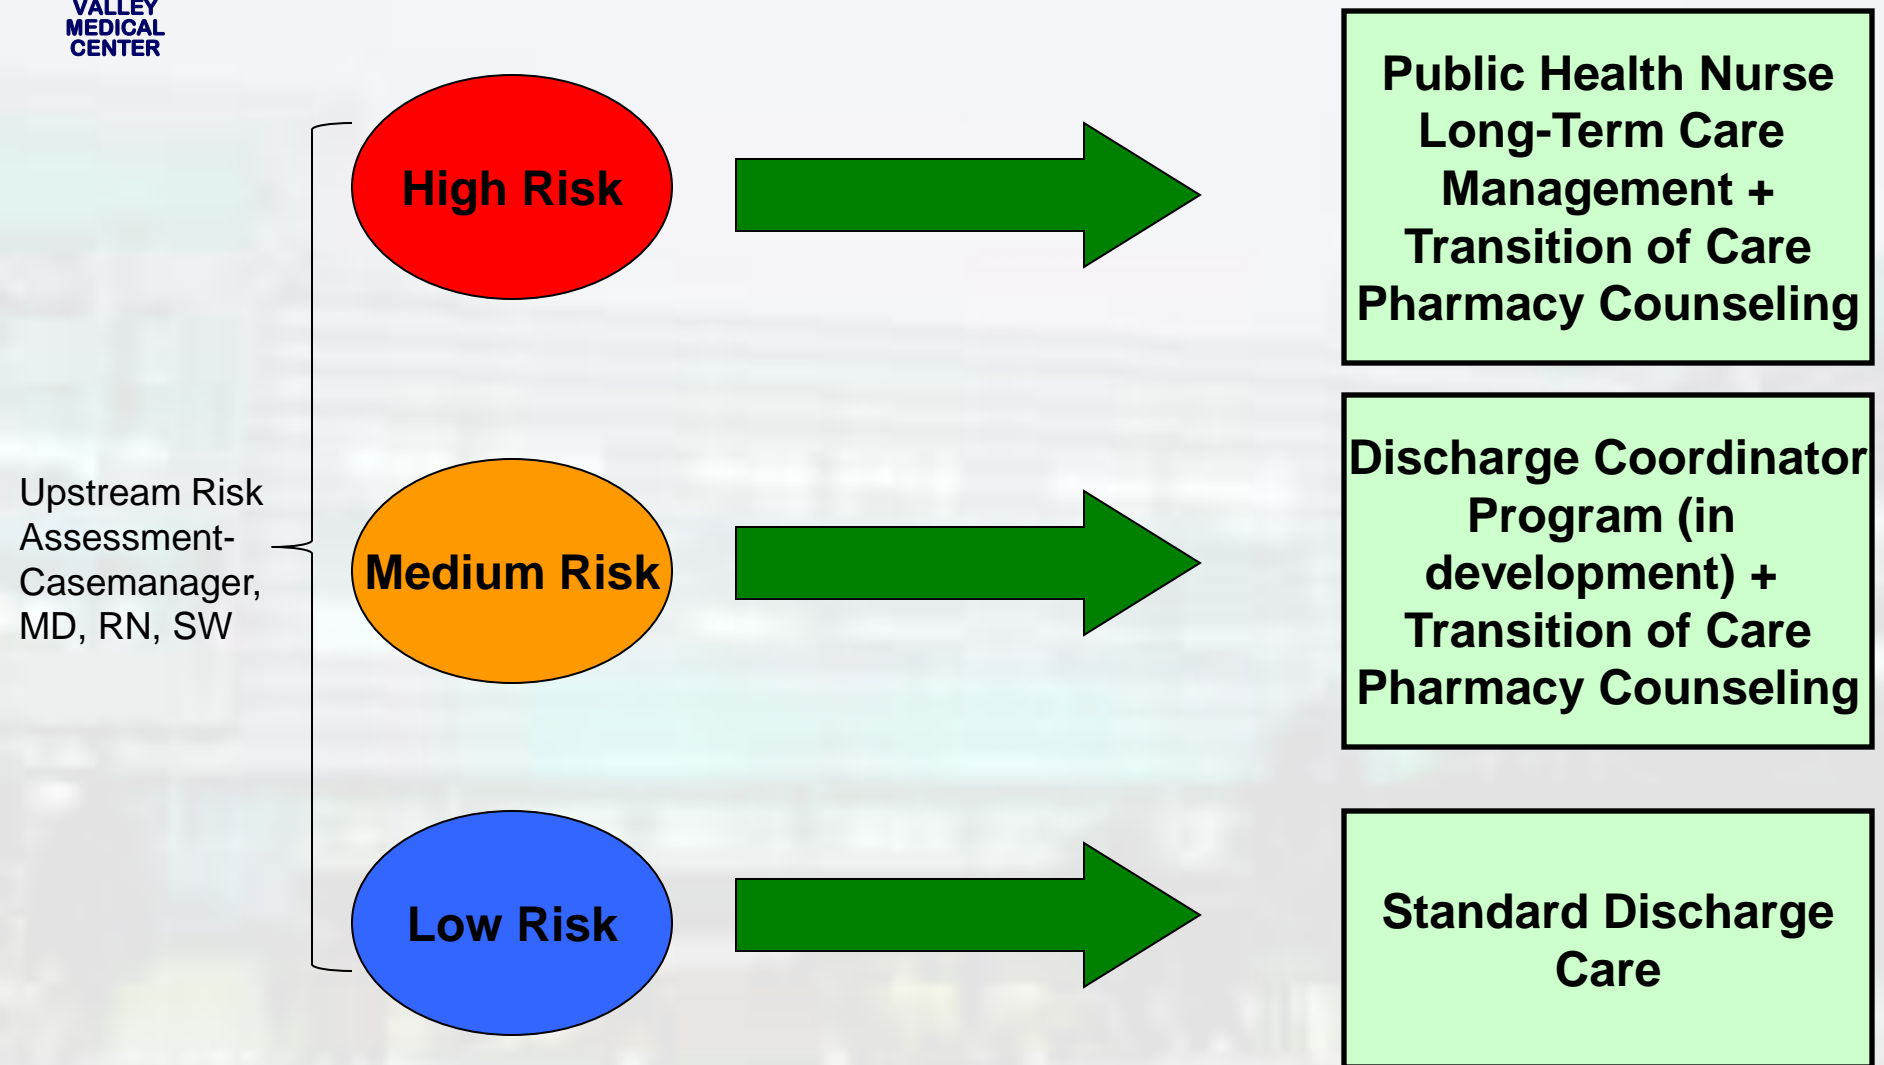 VALLEY
MEDICAL
CENTER
Upstream Risk
Assessment-
Casemanager,
MD, RN, SW
High Risk
Public Health Nurse
Long-Term Care
Management +
Transition of Care
Pharmacy Counseling
Medium Risk
Discharge Coordinator
Program (in
development) +
Transition of Care
Pharmacy Counseling
Low Risk
Standard Discharge
Care